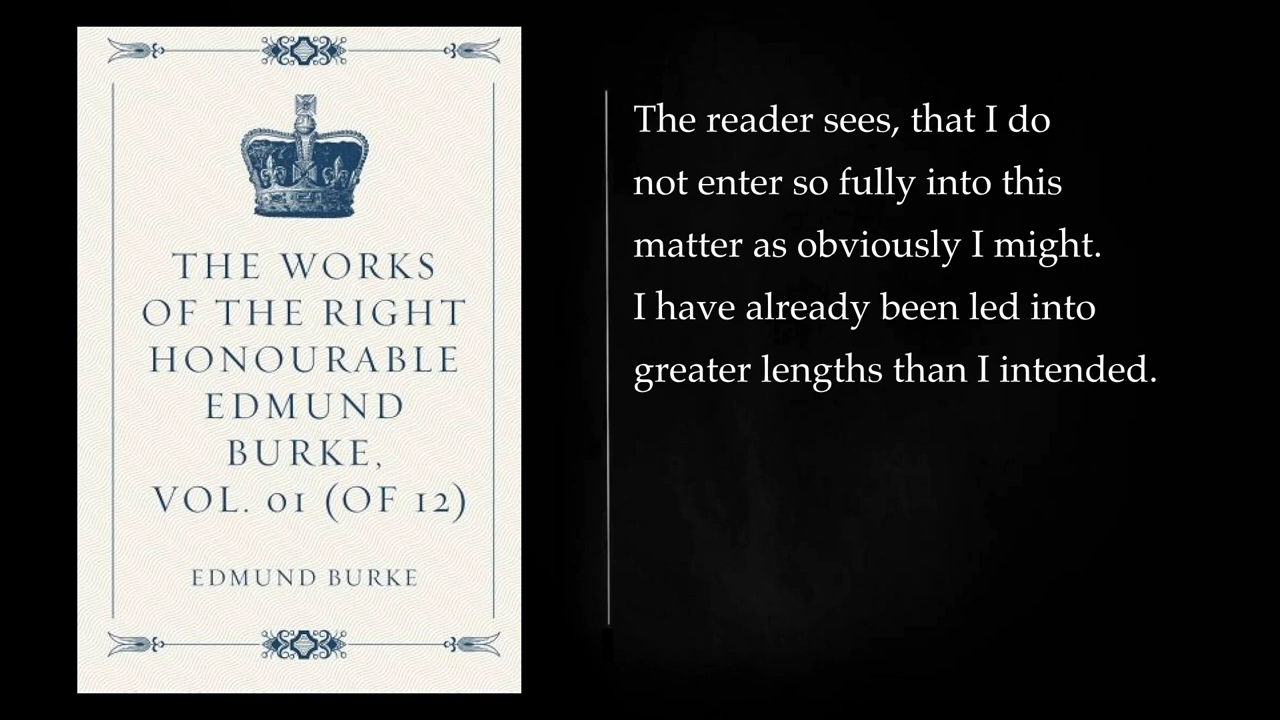 THE WORKS
OF THE RIGHT
HONOURABLE
EDMUND
BURKE,
VOL. 01 (OF 12)
EDMUND BURKE
The reader sees, that I do
not enter so fully into this
matter as obviously I might.
I have already been led into
greater lengths than I intended.